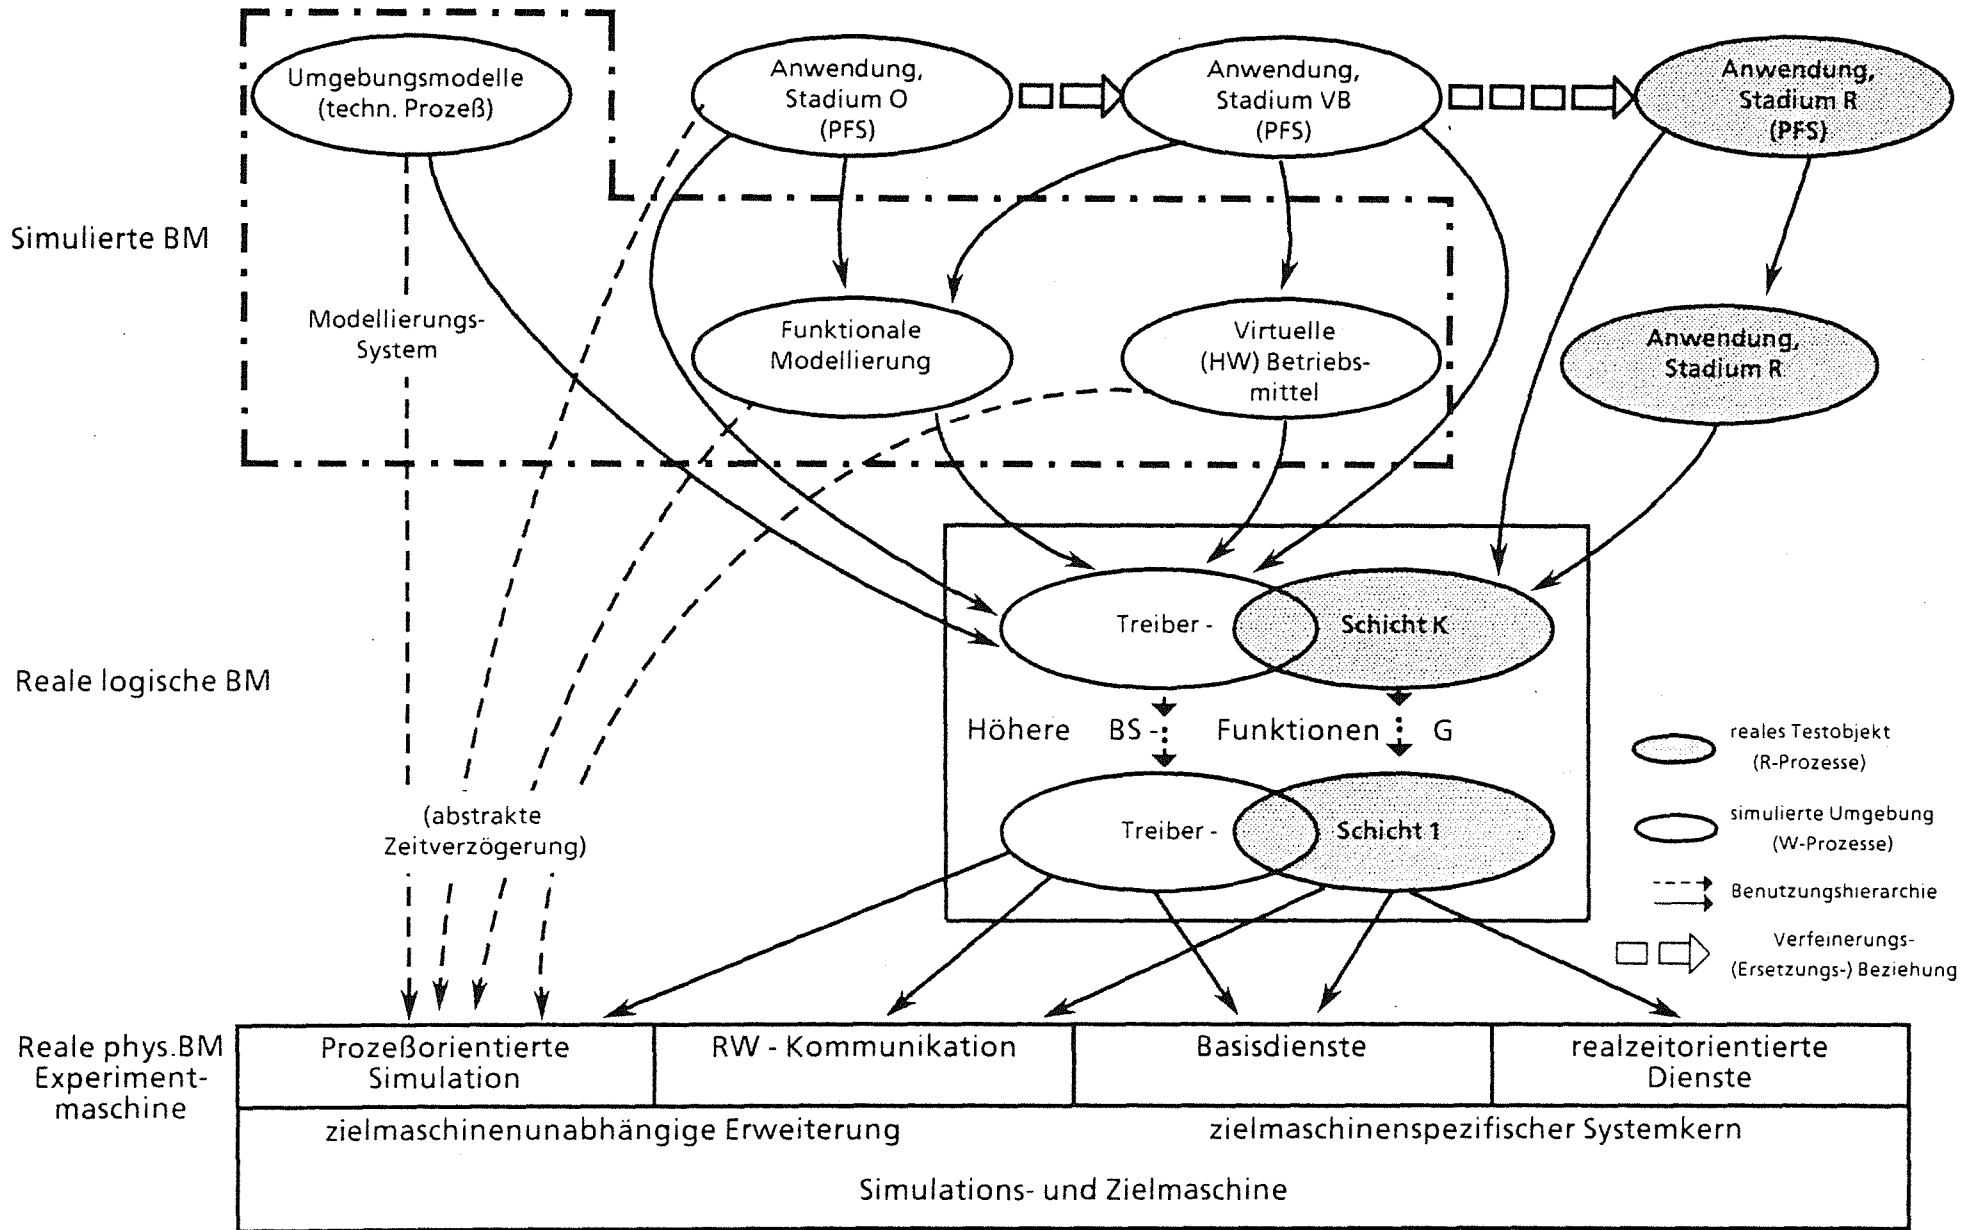 Umgebungsmodelle
(techn. Prozeß)
Anwendung,
Stadium O
(PFS)
Anwendung,
Stadium VB
(PFS)
Anwendung,
Stadium R
(PFS)
Simulierte BM
Modellierungs-
System
Funktionale
Modellierung
Virtuelle
(HW) Betriebs-
mittel
Anwendung,
Stadium R
Treiber -
Schicht K
Reale logische BM
Höhere BS - Funktionen G
Treiber -
Schicht 1
(abstrakte
Zeitverzögerung)
reales Testobjekt
(R-Prozesse)
simulierte Umgebung
(W-Prozesse)
Benutzungshierarchie
Verfeinerungs-
(Ersetzungs-) Beziehung
Reale phys.BM
Experiment-
maschine
Prozeßorientierte
Simulation
RW - Kommunikation
Basisdienste
realzeitorientierte
Dienste
zielmaschinenunabhängige Erweiterung
zielmaschinenspezifischer Systemkern
Simulations- und Zielmaschine